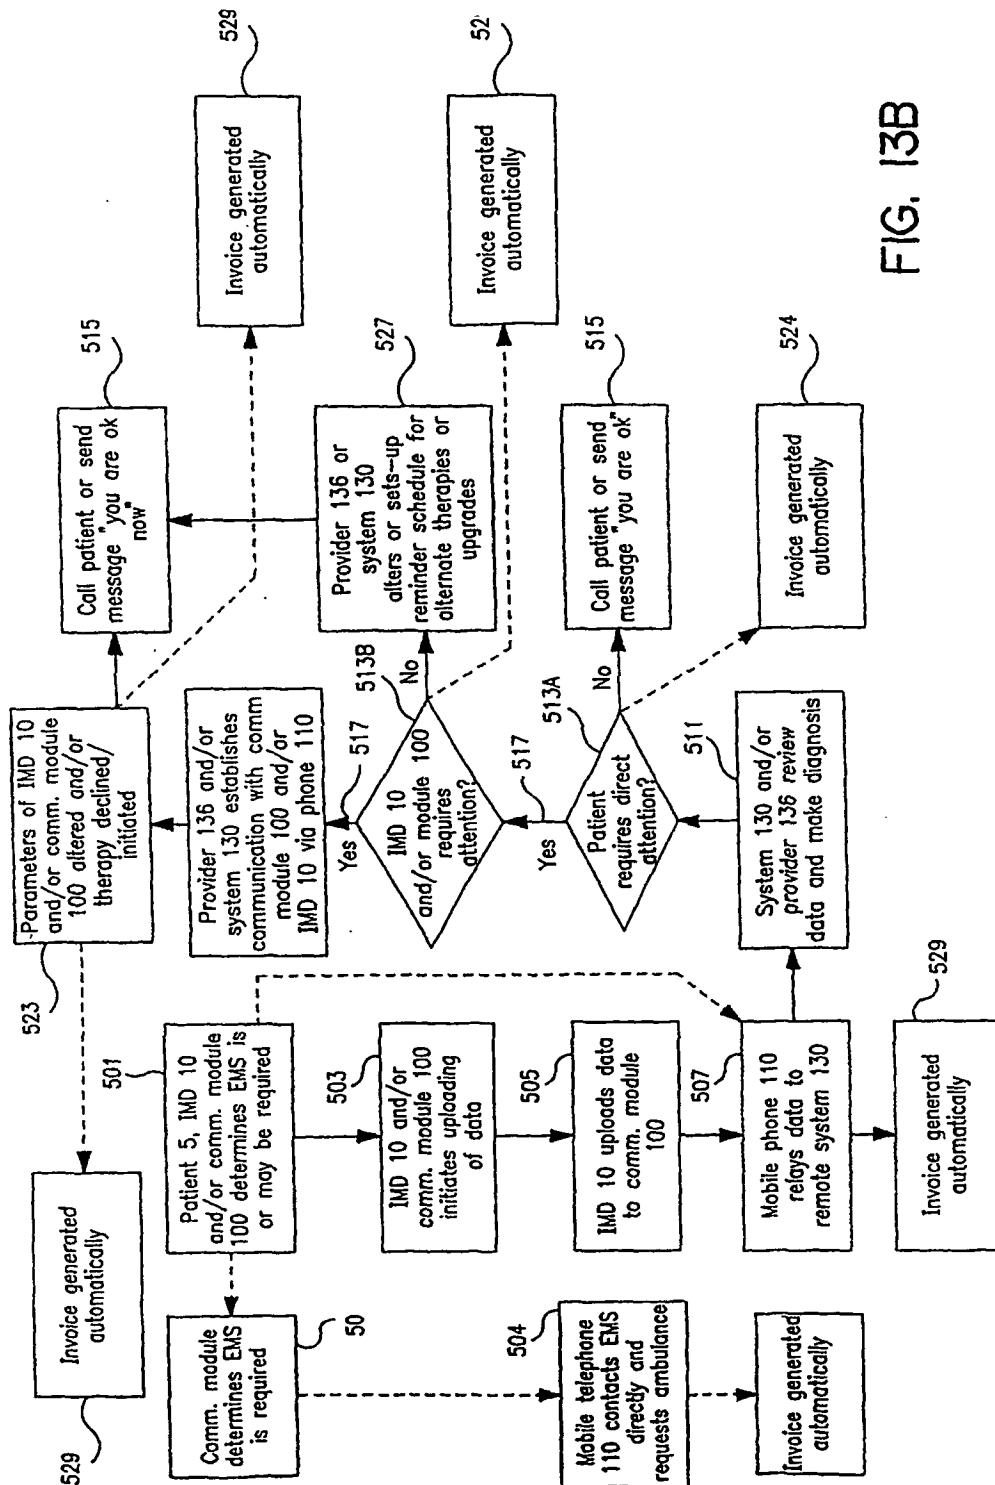 529
Invoice generated
automatically
523
-Parameters of IMD 10
and/or comm. module
100 altered and/or
therapy declined/
initiated
Call patient or send
message "you are ok"
now"
515
Invoice generated
automatically
529
Comm. module
determines EMS
is required
50
501
Patient 5, IMD 10
and/or comm. module
100 determines EMS is
or may be required
Provider 136 and/or
system 130 establishes
communication with comm
module 100 and/or
IMD 10 via phone 110
517
Yes
503
IMD 10 and/or
comm. module 100
initiates uploading
of data
IMD 10
and/or module 100
requires
attention?
513B
No
Provider 136 or
system 130
alters or sets-up
reminder schedule for
alternate therapies or
upgrades
527
Invoice generated
automatically
52
517
Yes
504
Mobile telephone
110 contacts EMS
directly and
requests ambulance
505
IMD 10 uploads data
to comm. module
100
Patient
requires direct
attention?
513A
No
Call patient or send
message "you are ok"
515
Invoice generated
automatically
507
Mobile phone 110
relays data to
remote system 130
System 130 and/or
provider 136 review
data and make diagnosis
511
Invoice generated
automatically
524
Invoice generated
automatically
529
FIG. 13B